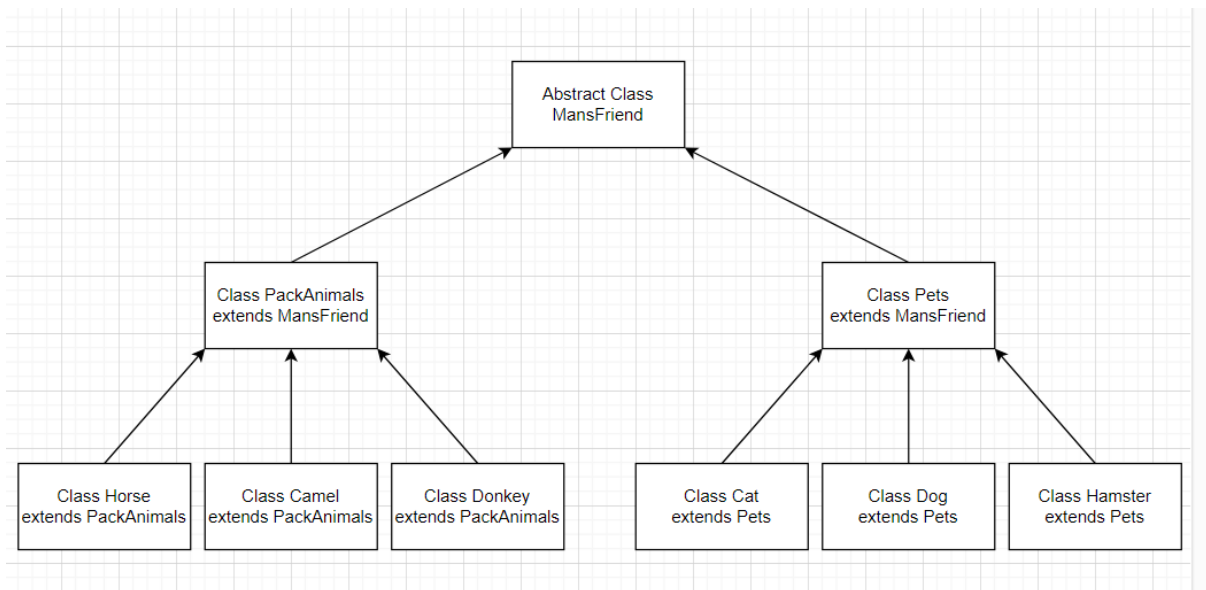 Abstract Class
MansFriend
Class PackAnimals
extends MansFriend
Class Pets
extends MansFriend
Class Horse
extends PackAnimals
Class Camel
extends PackAnimals
Class Donkey
extends PackAnimals
Class Cat
extends Pets
Class Dog
extends Pets
Class Hamster
extends Pets